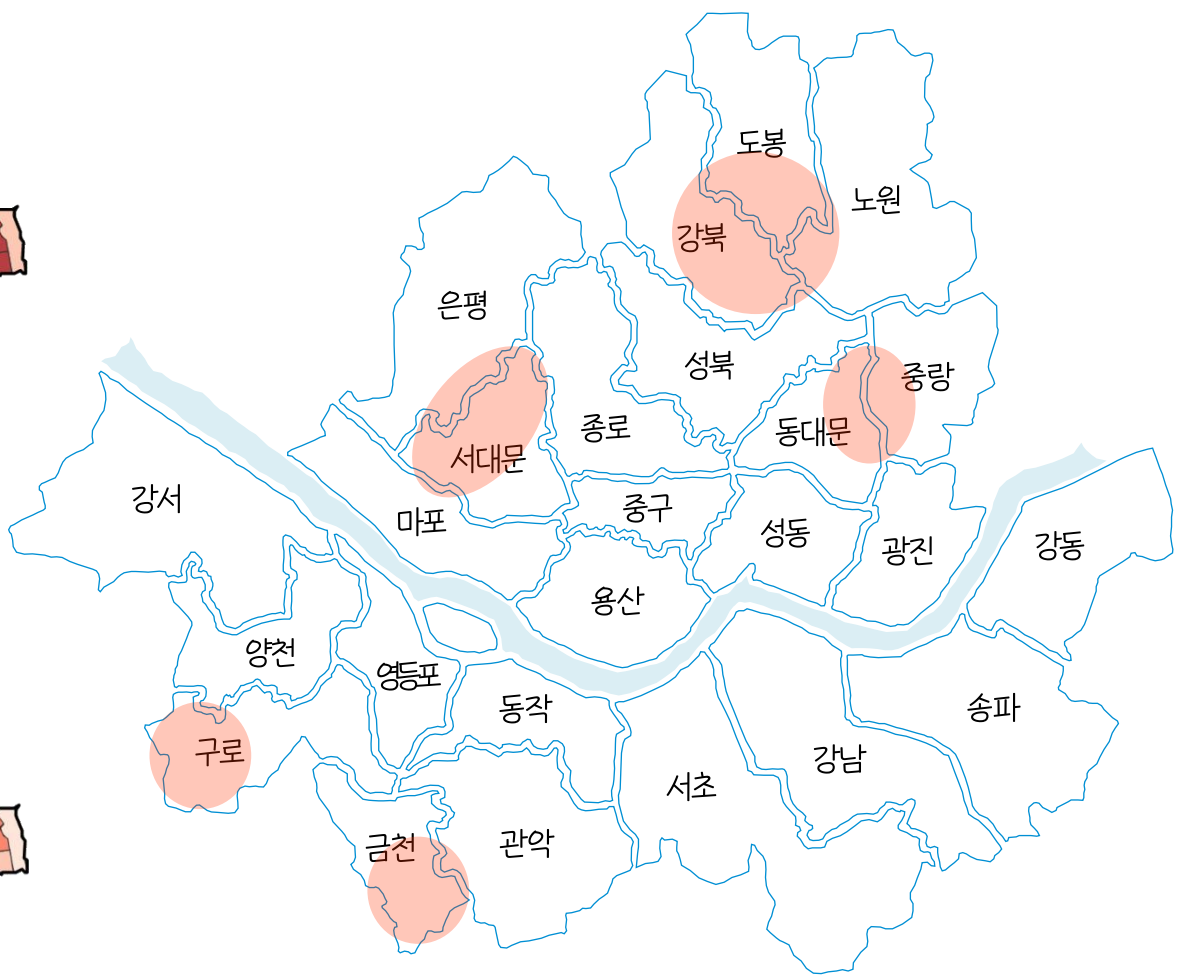 도봉
노원
강북
은평
성북
중랑
종로
동대문
서대문
강서
마포
중구
성동
광진
강동
용산
양천
영등포
동작
송파
구로
강남
서초
금천
관악